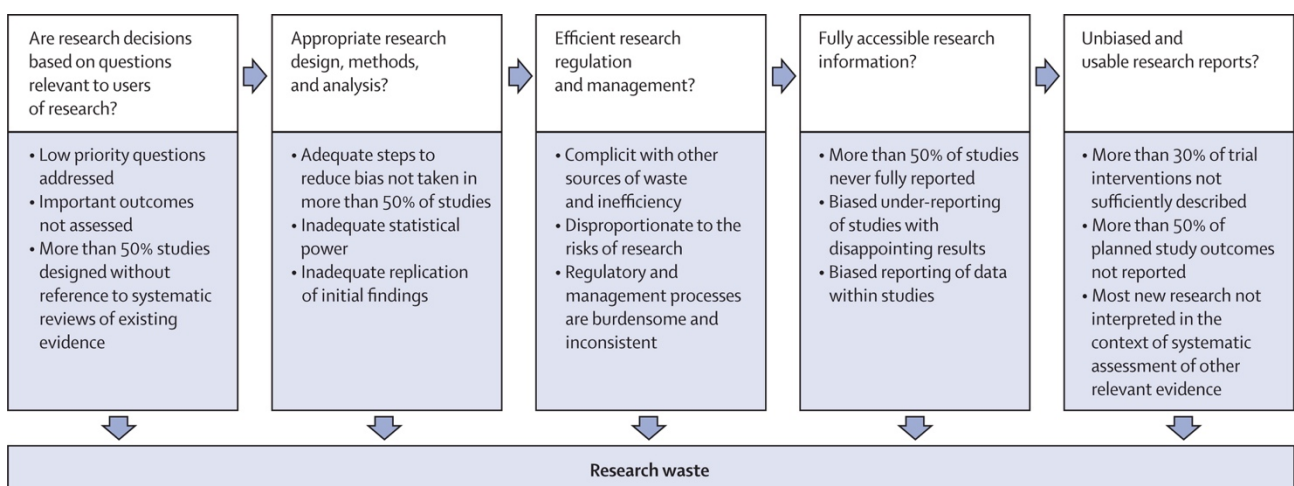 Are research decisions
based on questions
relevant to users
of research?
• Low priority questions
addressed
• Important outcomes
not assessed
• More than 50% studies
designed without
reference to systematic
reviews of existing
evidence
Appropriate research
design, methods,
and analysis?
• Adequate steps to
reduce bias not taken in
more than 50% of studies
• Inadequate statistical
power
• Inadequate replication
of initial findings
Efficient research
regulation
and management?
• Complicit with other
sources of waste
and inefficiency
• Disproportionate to the
risks of research
• Regulatory and
management processes
are burdensome and
inconsistent
Fully accessible research
information?
• More than 50% of studies
never fully reported
• Biased under-reporting
of studies with
disappointing results
• Biased reporting of data
within studies
Unbiased and
usable research reports?
• More than 30% of trial
interventions not
sufficiently described
• More than 50% of
planned study outcomes
not reported
• Most new research not
interpreted in the
context of systematic
assessment of other
relevant evidence
Research waste